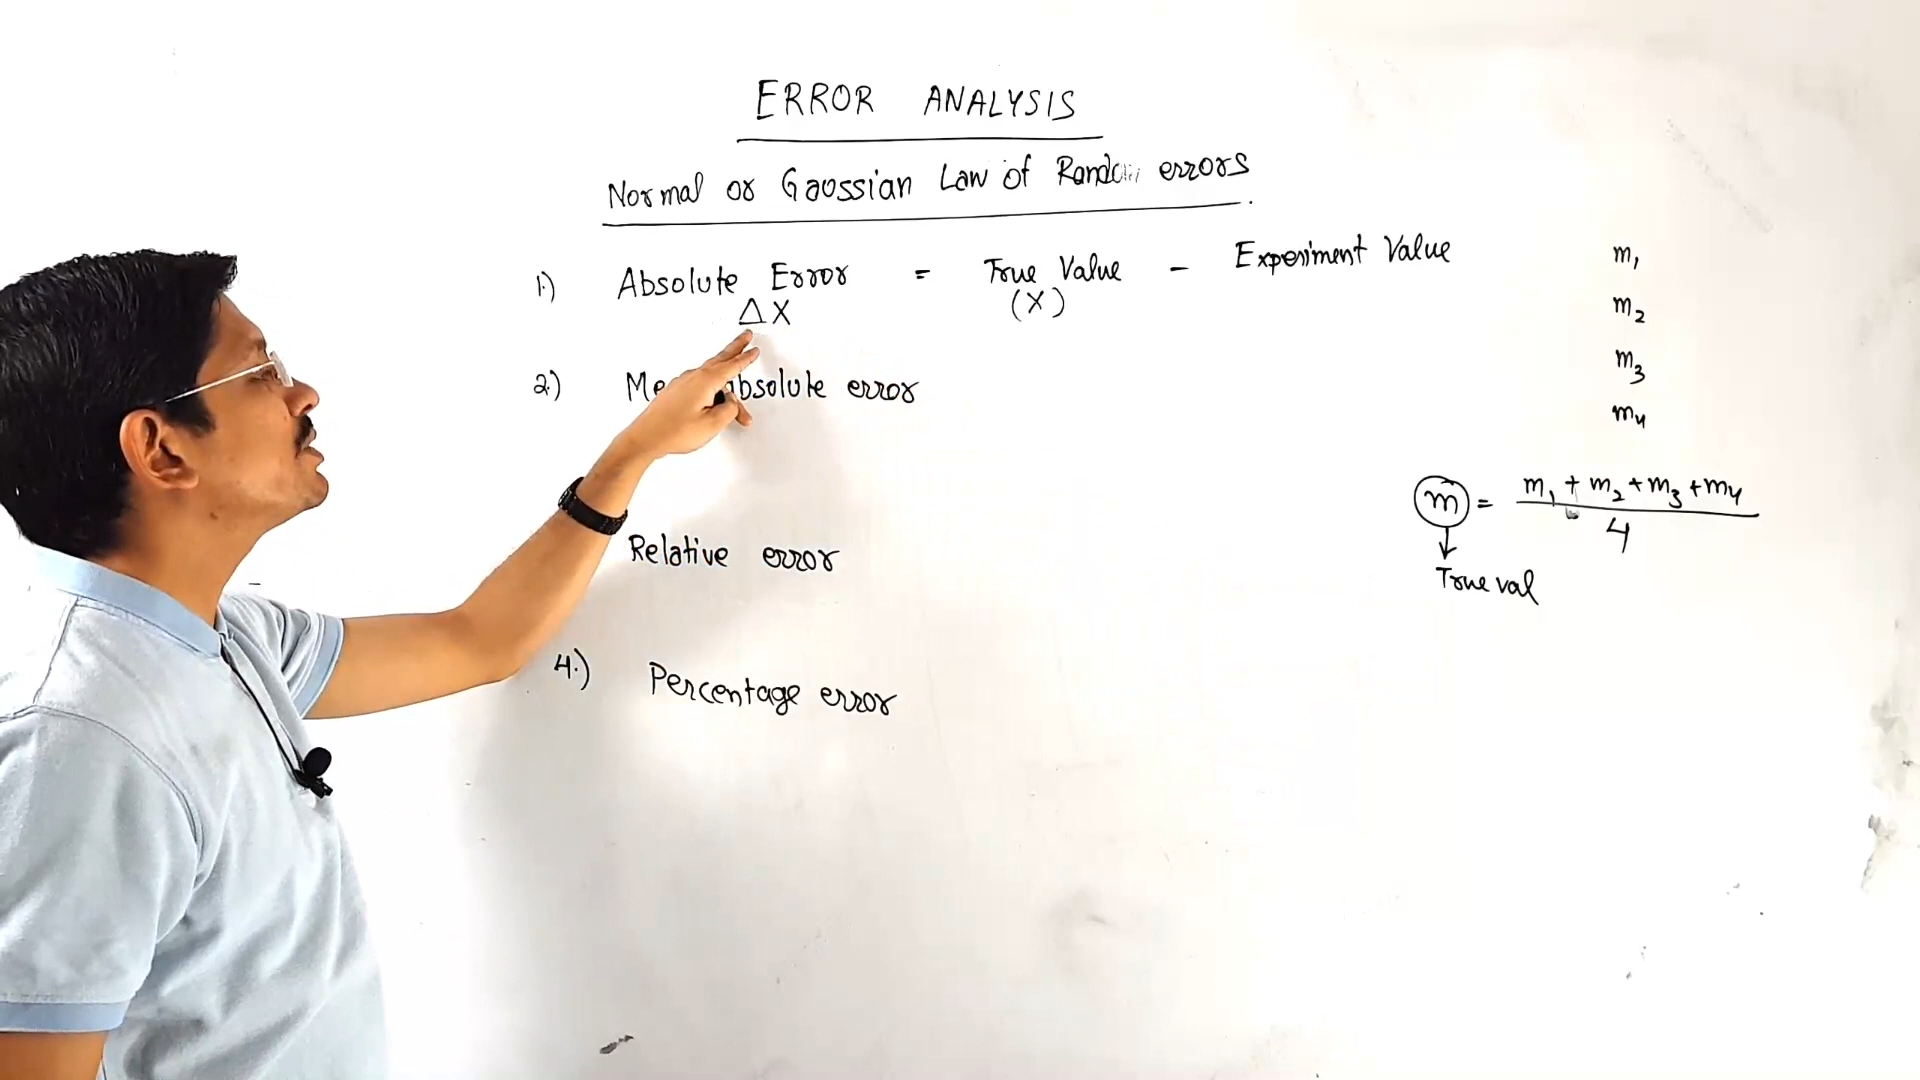 ERROR ANALYSIS
Normal or Gaussian Law of errors
1.) Absolute Error = True Value - Experiment Value
ΔX (X)
2.) absolute error
Relative error
4.) Percentage error
m₁
m₂
m₃
m₄
m = m₁ + m₂ + m₃ + m₄
4
↓
True val